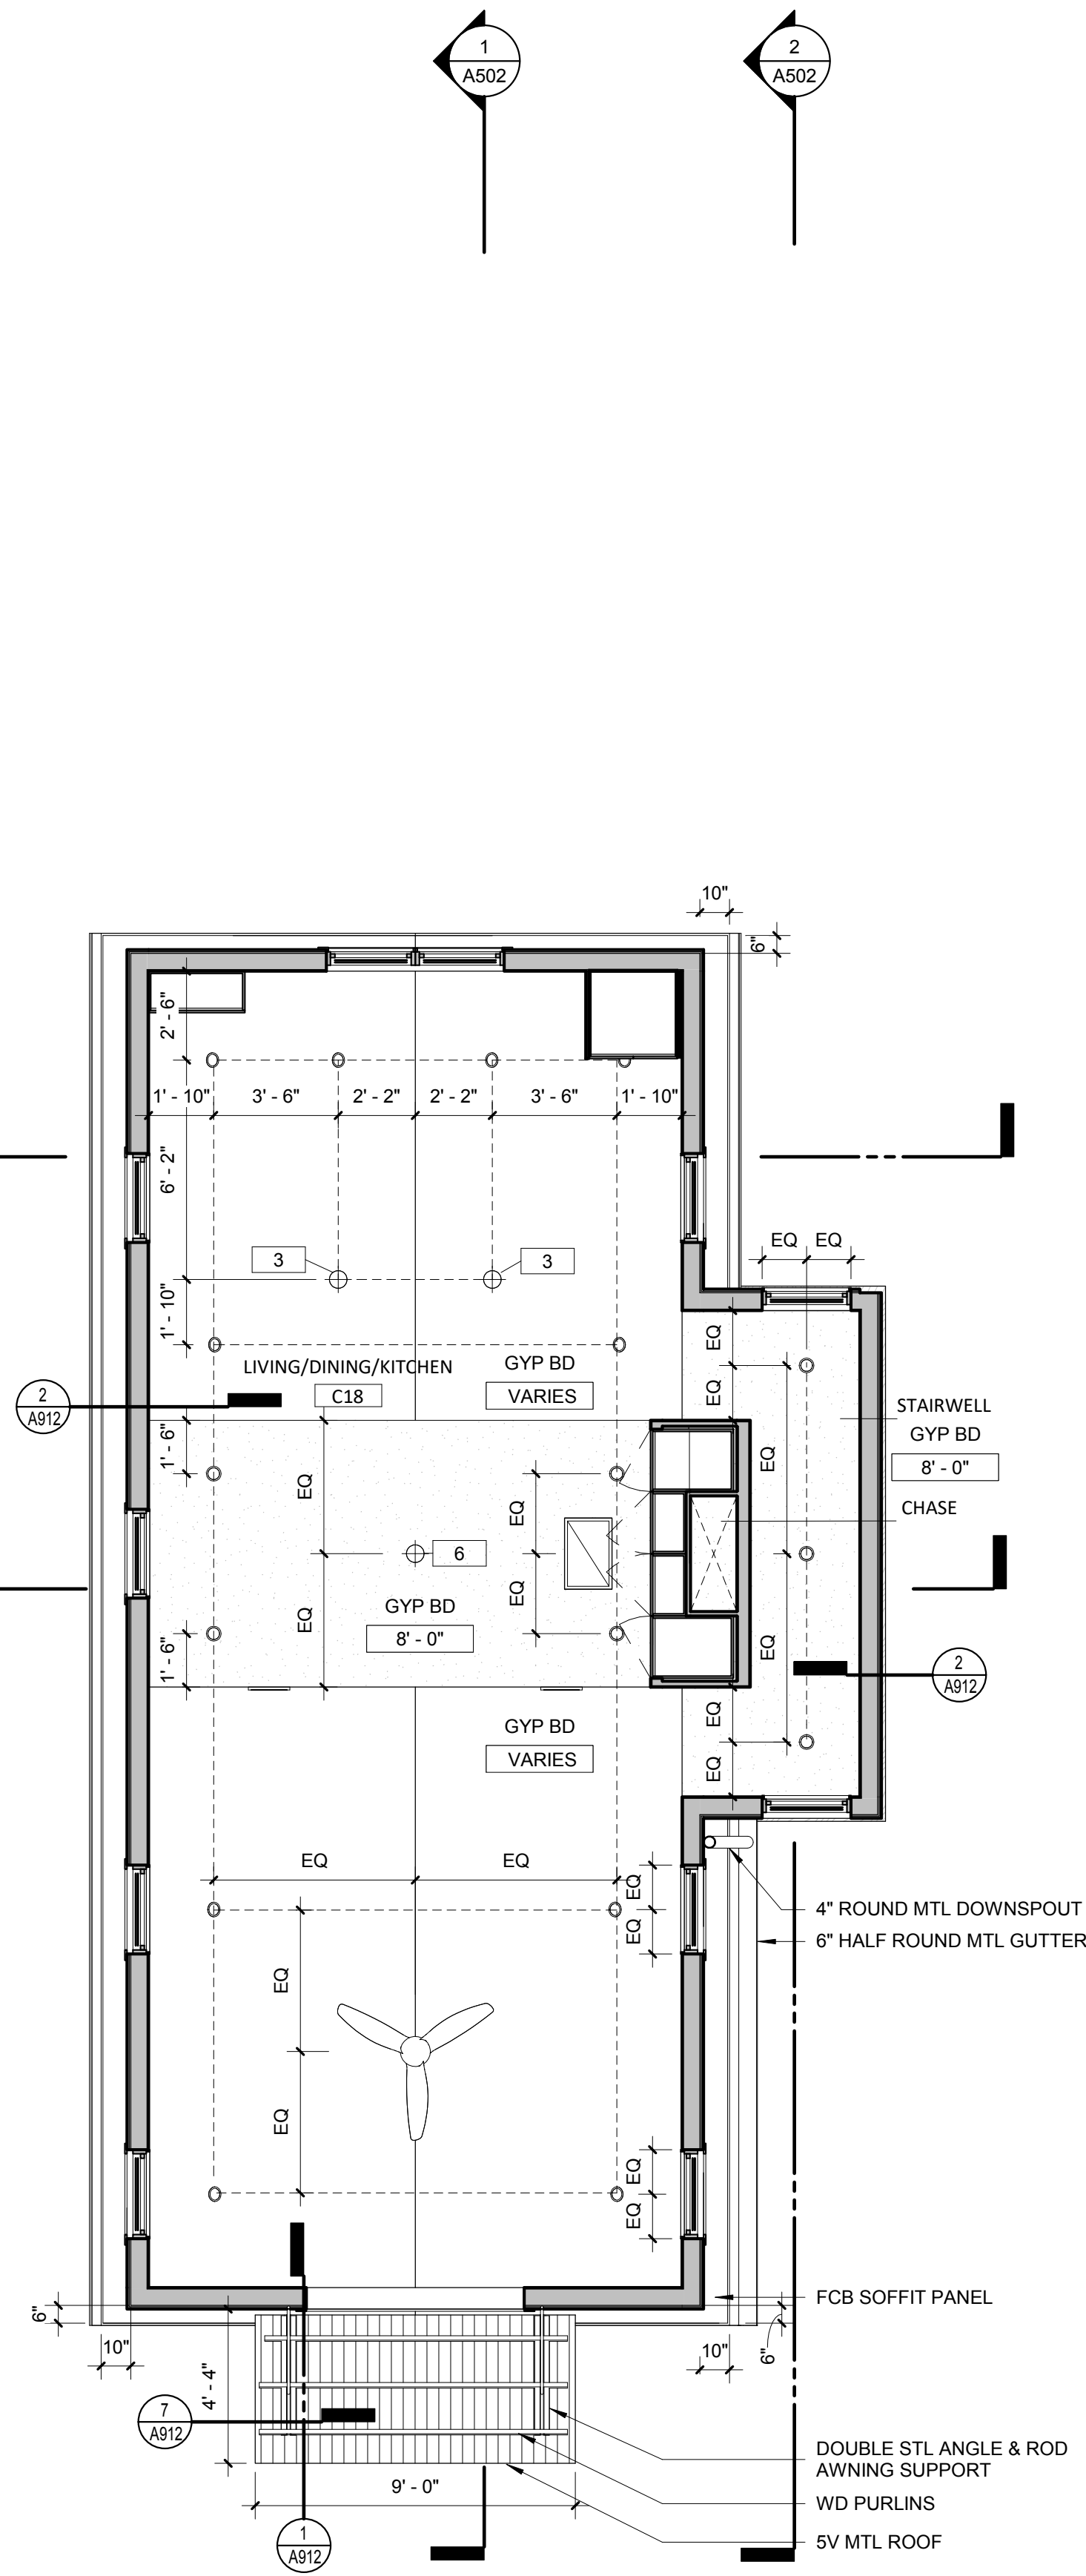 1
A502
2
A502
10"
6"
2' - 6"
1' - 10"
3' - 6"
2' - 2"
2' - 2"
3' - 6"
1' - 10"
6' - 2"
EQ
EQ
3
3
1' - 10"
EQ
LIVING/DINING/KITCHEN
C18
GYP BD
VARIES
EQ
2
A912
STAIRWELL
GYP BD
8' - 0"
1' - 6"
EQ
EQ
EQ
CHASE
6
EQ
EQ
GYP BD
8' - 0"
EQ
1' - 6"
2
A912
EQ
GYP BD
VARIES
EQ
EQ
EQ
EQ
EQ
4" ROUND MTL DOWNSPOUT
6" HALF ROUND MTL GUTTER
EQ
EQ
EQ
EQ
FCB SOFFIT PANEL
6"
10"
4' - 4"
10"
6"
7
A912
DOUBLE STL ANGLE & ROD
AWNING SUPPORT
9' - 0"
WD PURLINS
5V MTL ROOF
1
A912